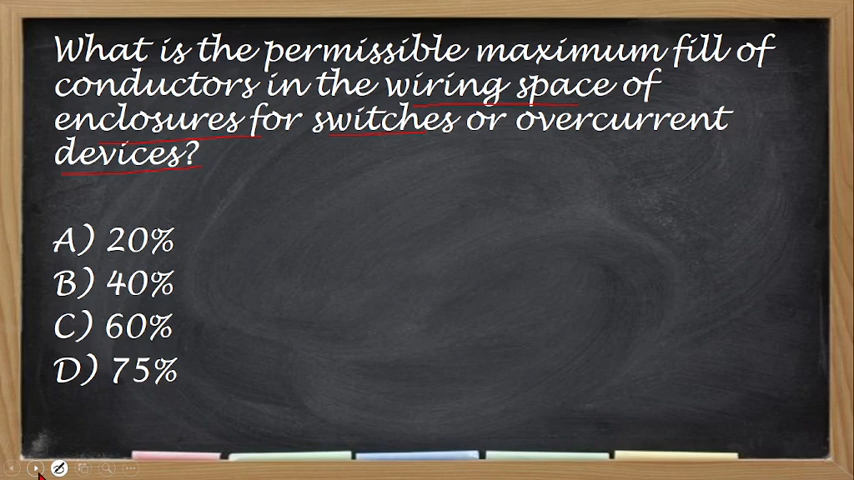 What is the permissible maximum fill of
conductors in the wiring space of
enclosures for switches or overcurrent
devices?
A) 20%
B) 40%
C) 60%
D) 75%